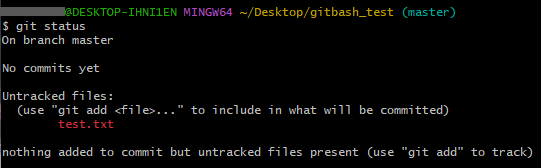 @DESKTOP-IHNI1EN MINGW64 ~/Desktop/gitbash_test (master)
$ git status
On branch master
No commits yet
Untracked files:
(use "git add <file>..." to include in what will be committed)
test.txt
nothing added to commit but untracked files present (use "git add" to track)